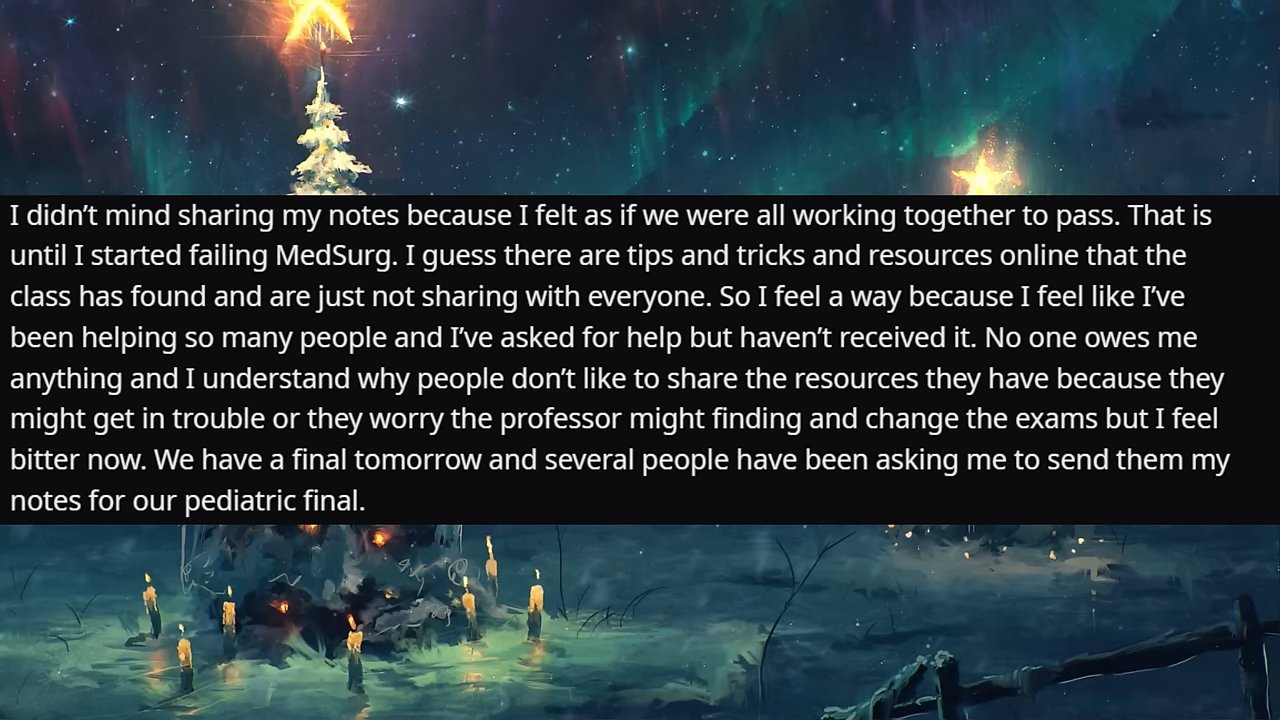 I didn’t mind sharing my notes because I felt as if we were all working together to pass. That is
until I started failing MedSurg. I guess there are tips and tricks and resources online that the
class has found and are just not sharing with everyone. So I feel a way because I feel like I’ve
been helping so many people and I’ve asked for help but haven’t received it. No one owes me
anything and I understand why people don’t like to share the resources they have because they
might get in trouble or they worry the professor might finding and change the exams but I feel
bitter now. We have a final tomorrow and several people have been asking me to send them my
notes for our pediatric final.